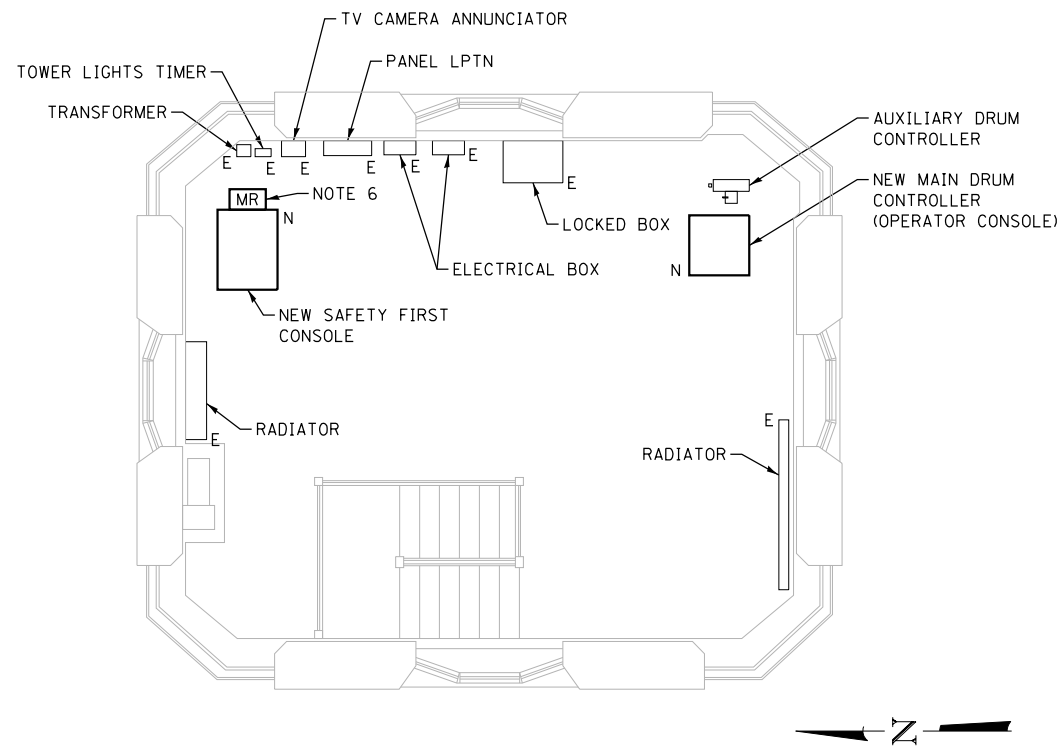 TV CAMERA ANNUNCIATOR
PANEL LPTN
TOWER LIGHTS TIMER
TRANSFORMER
AUXILIARY DRUM
CONTROLLER
E
E
E
E
E
E
E
NEW MAIN DRUM
CONTROLLER
(OPERATOR CONSOLE)
MR
NOTE 6
N
LOCKED BOX
ELECTRICAL BOX
N
NEW SAFETY FIRST
CONSOLE
E
RADIATOR
E
RADIATOR
N